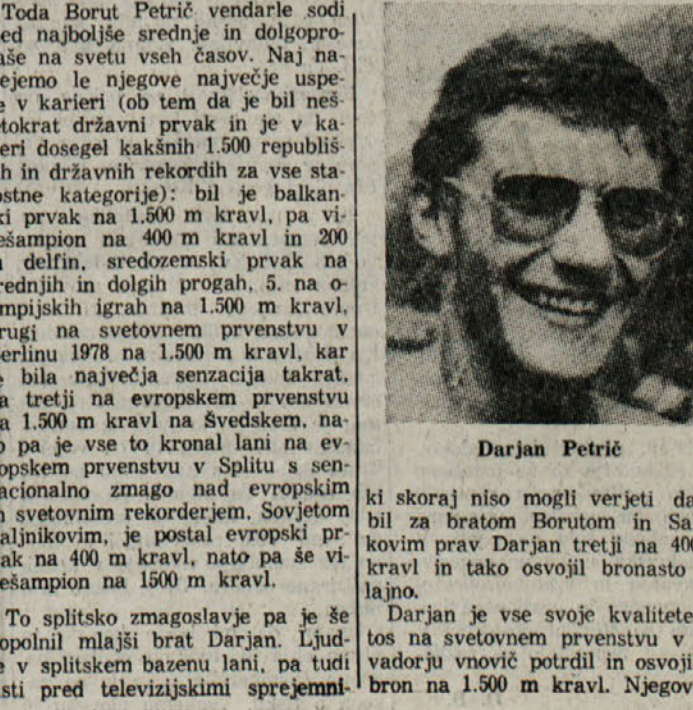 Toda Borut Petrič vendarle sodi
ed najboljše srednje in dolgopro-
aše na svetu vseh časov. Naj na-
ejemo le njegove največje uspe-
e v karieri (ob tem da je bil neš-
tokrat državni prvak in je v ka-
eri dosegel kakšnih 1.500 republiš-
h in državnih rekordih za vse sta-
ostne kategorije): bil je balkan-
ki prvak na 1.500 m kravl, pa vi-
ešampion na 400 m kravl in 200
delfin, sredozemski prvak na
rednjih in dolgih progah, 5. na o-
mpijskih igrah na 1.500 m kravl,
rugi na svetovnem prvenstvu v
erlinu 1978 na 1.500 m kravl, kar
e bila največja senzacija takrat,
a tretji na evropskem prvenstvu
a 1.500 m kravl na Švedskem, na-
o pa je vse to kronal lani na ev-
opskem prvenstvu v Splitu s sen-
acionalno zmago nad evropskim
n svetovnim rekorderjem, Sovjetom
aljnikovim, je postal evropski pr-
ak na 400 m kravl, nato pa še vi-
ešampion na 1500 m kravl.
To splitsko zmagoslavje pa je še
opolnil mlajši brat Darjan. Ljud-
e v splitskem bazenu lani, pa tudi
isti pred televizijskimi sprejemni-
Darjan Petrič
ki skoraj niso mogli verjeti da
bil za bratom Borutom in Sa
kovim prav Darjan tretji na 400
kravl in tako osvojil bronasto
lajno.
Darjan je vse svoje kvalitete
tos na svetovnem prvenstvu v
vadorju vnovič potrdil in osvoji
bron na 1.500 m kravl. Njegov